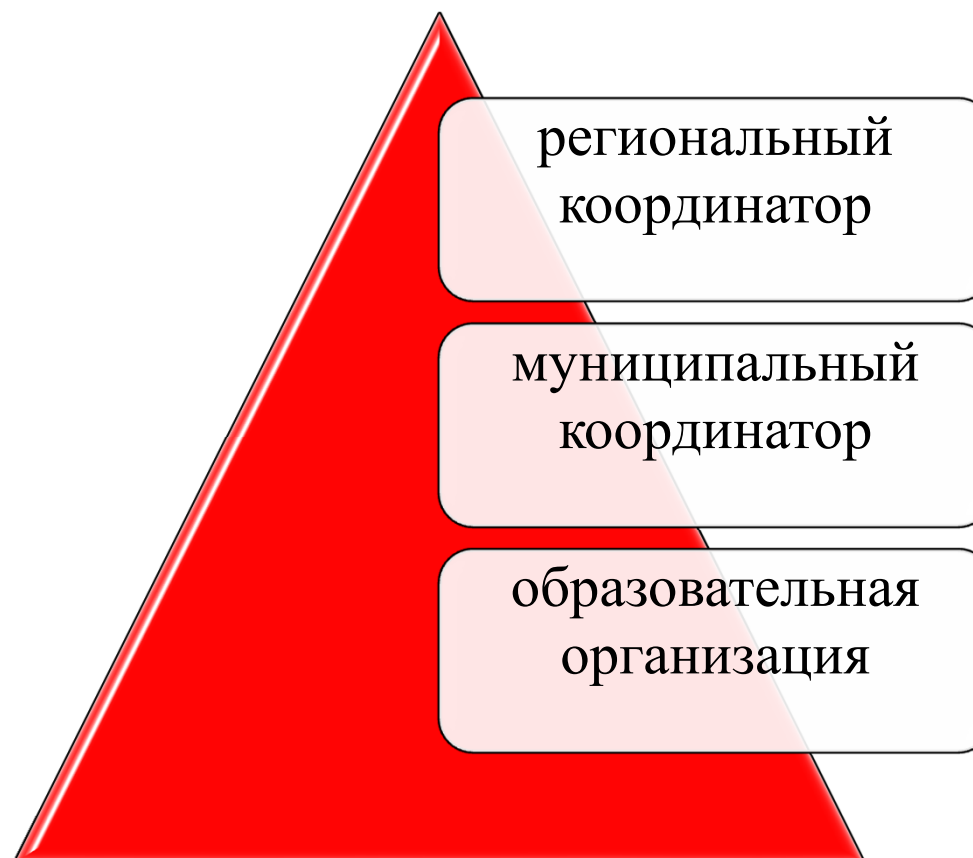 региональный
координатор
муниципальный
координатор
образовательная
организация